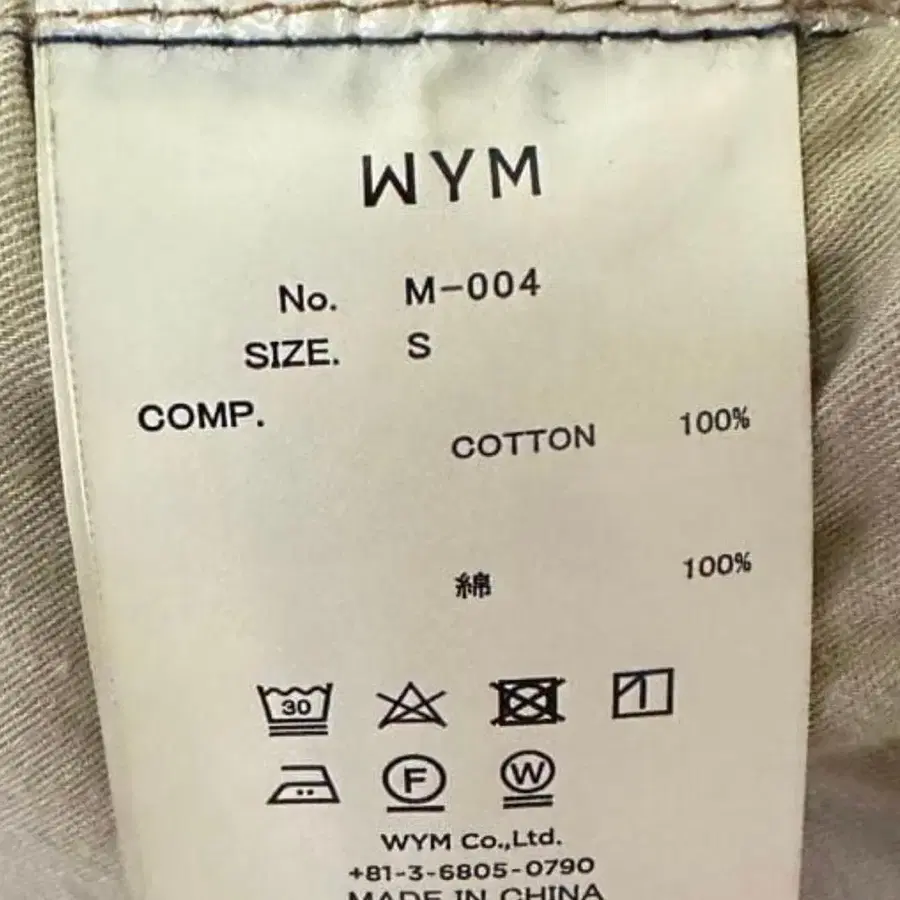 WYM
No. M-004
SIZE. S
COMP.
COTTON 100%
綿 100%
30
F W
WYM Co.,Ltd.
+81-3-6805-0790
MADE IN CHINA